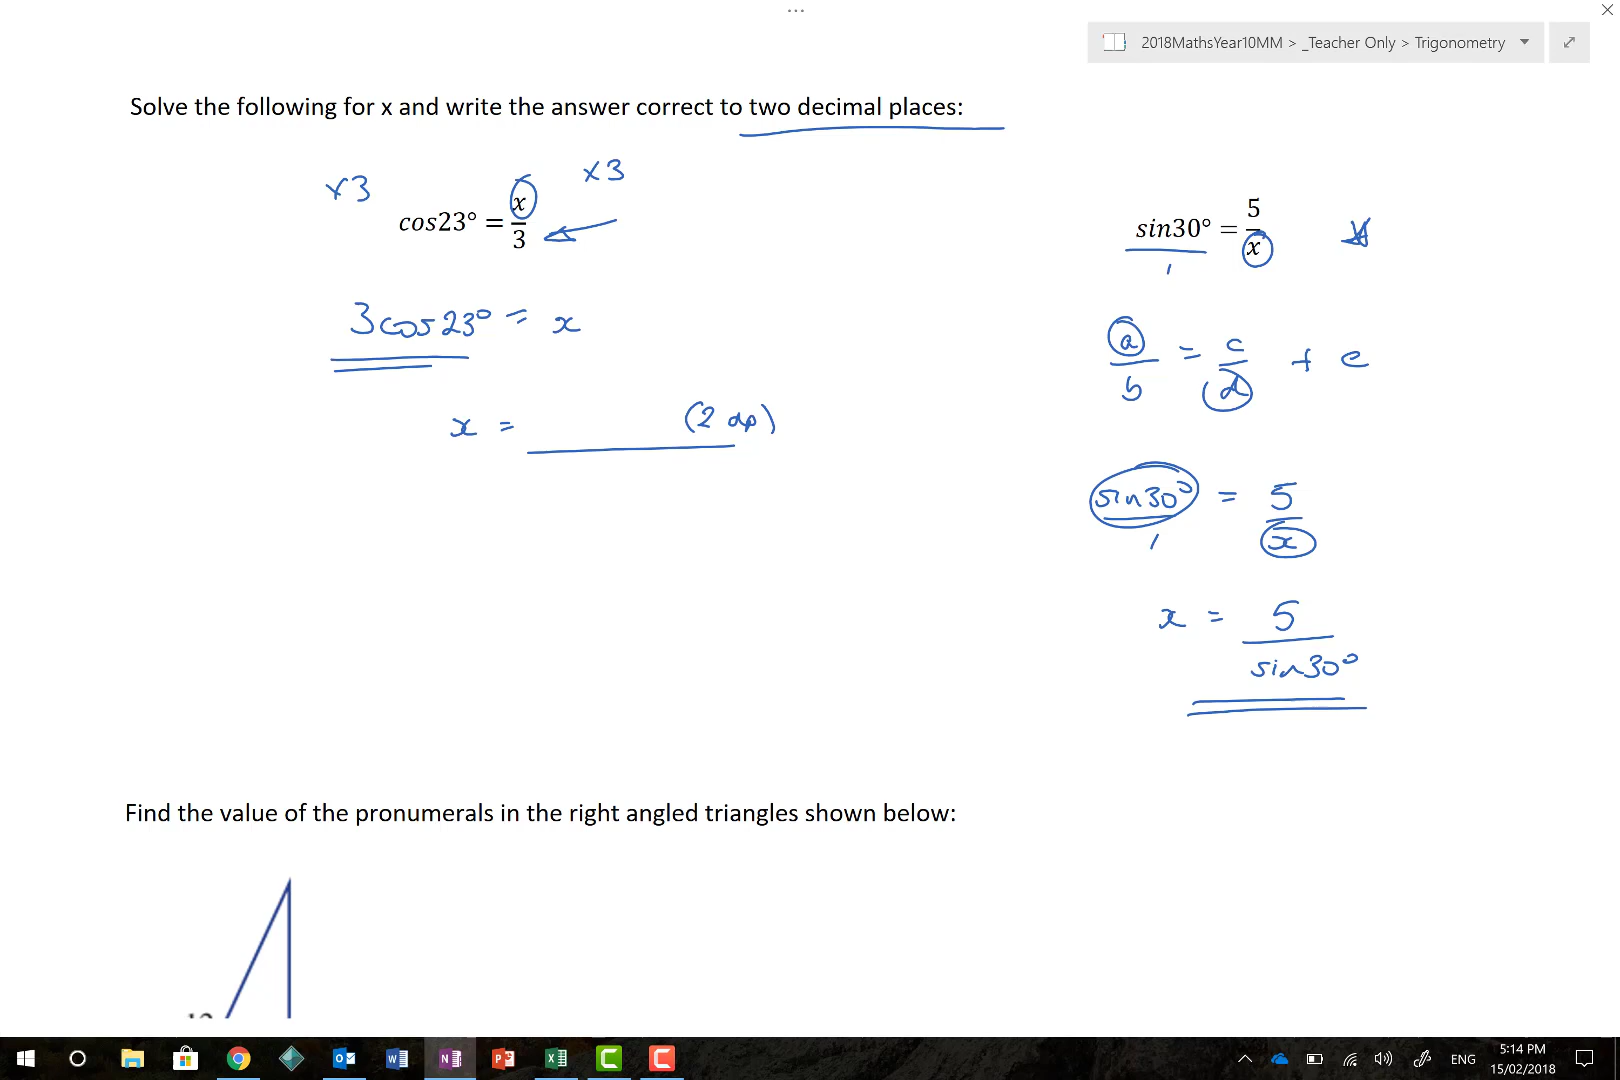 ...
2018MathsYear10MM > _Teacher Only > Trigonometry
Solve the following for x and write the answer correct to two decimal places:
×3
×3
cos23° = x/3
3cos23° = x
x = (2 dp)
sin30° = 5/x
1
a/b = c/d + e
sin30°/1 = 5/x
x = 5/sin30°
Find the value of the pronumerals in the right angled triangles shown below:
ENG
5:14 PM
15/02/2018